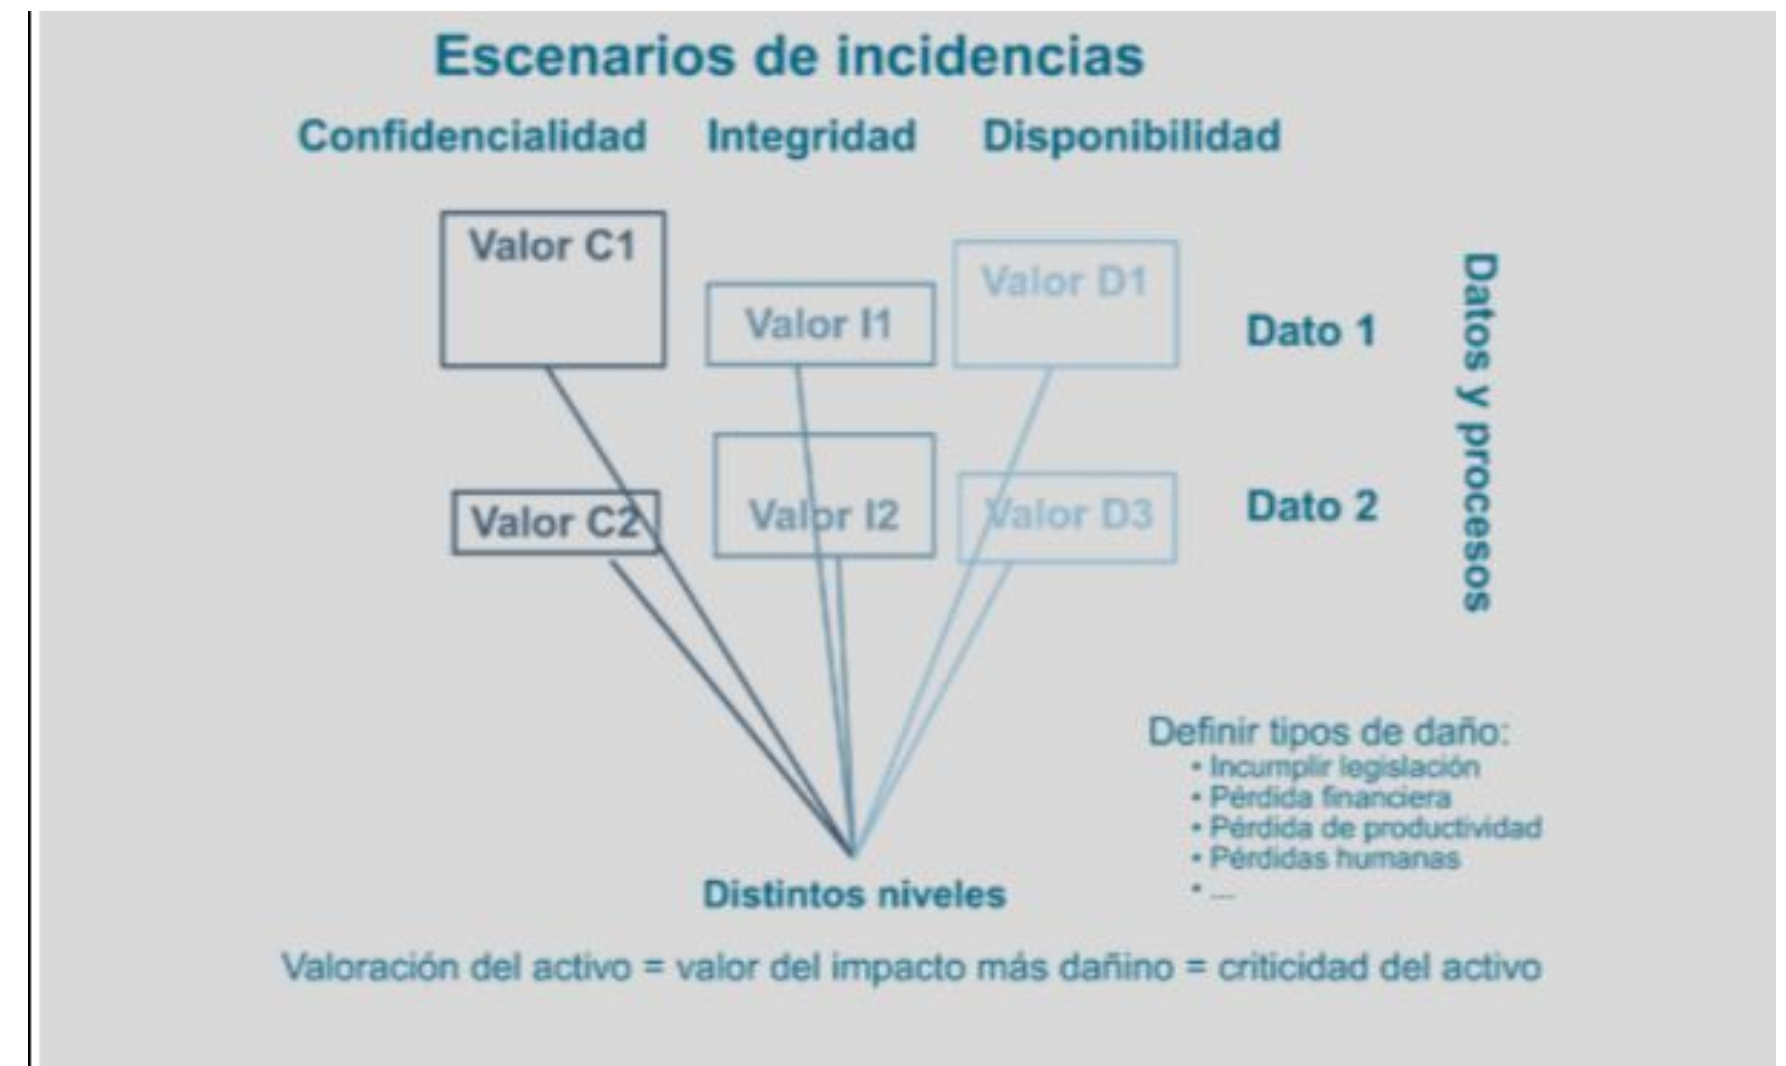 Escenarios de incidencias
Confidencialidad Integridad Disponibilidad
Valor C1
Valor I1
Valor D1
Dato 1
Valor C2
Valor I2
Valor D3
Dato 2
Datos y procesos
Definir tipos de daño:
• Incumplir legislación
• Pérdida financiera
• Pérdida de productividad
• Pérdidas humanas
• ...
Distintos niveles
Valoración del activo = valor del impacto más dañino = criticidad del activo